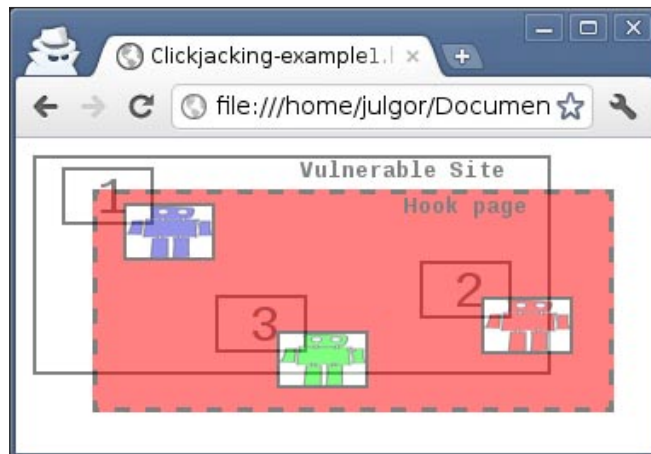 Clickjacking-example1.
file:///home/julgor/Documen
Vulnerable Site
1
Hook page
2
3